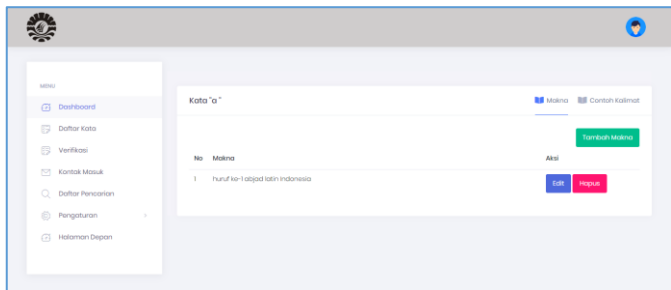 MENU
Dashboard
Daftar Kata
Verifikasi
Kontak Masuk
Daftar Pencarian
Pengaturan
Halaman Depan
Kata "a "
Makna Contoh Kalimat
Tambah Makna
No Makna Aksi
1 huruf ke-1 abjad latin Indonesia Edit Hapus